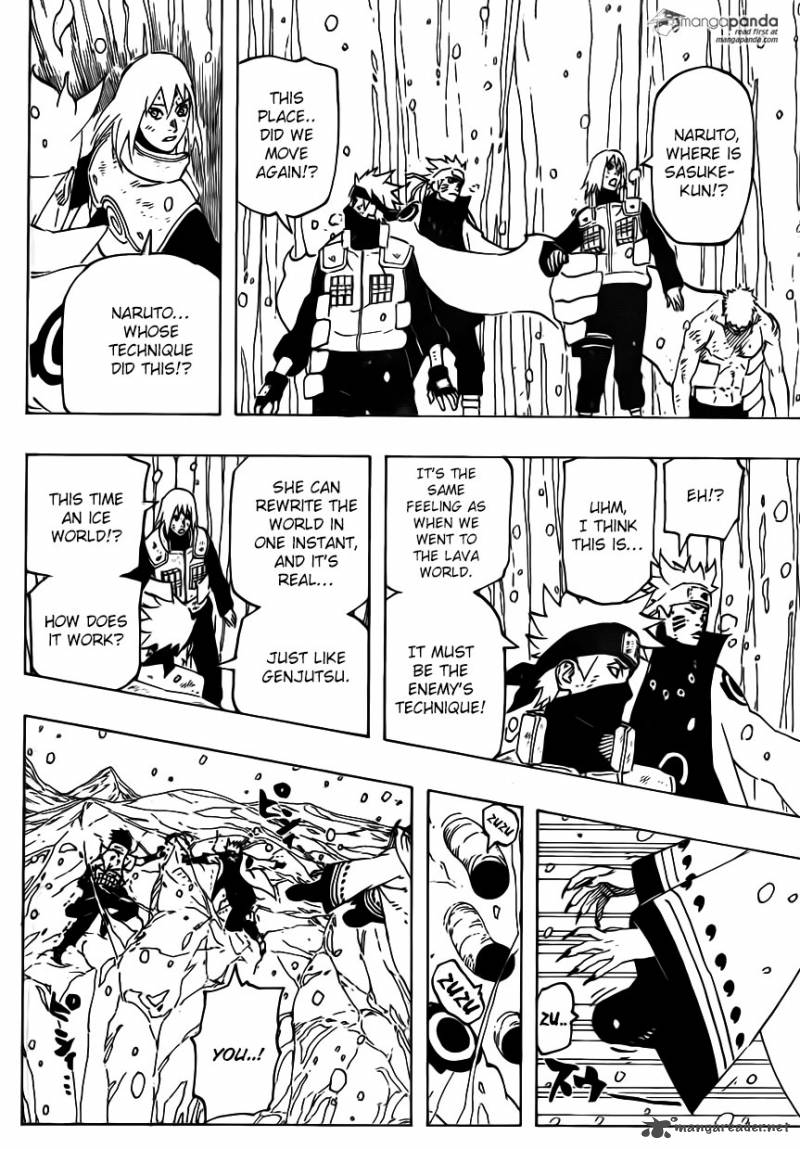 mangapanda
read first at
mangapanda.com
NARUTO,
WHERE IS
SASUKE-
KUN!?
THIS
PLACE..
DID WE
MOVE
AGAIN!?
NARUTO...
WHOSE
TECHNIQUE
DID THIS!?
EH!?
UHM,
I THINK
THIS IS...
IT'S THE
SAME
FEELING AS
WHEN WE
WENT TO
THE LAVA
WORLD.
IT MUST
BE THE
ENEMY'S
TECHNIQUE!
SHE CAN
REWRITE
THE WORLD IN
ONE INSTANT,
AND IT'S
REAL...
JUST LIKE
GENJUTSU.
THIS TIME
AN ICE
WORLD!?
HOW DOES
IT WORK?
ZU..
ズウ
ZUZU
ZUZU
YOU..!
mangareader.net